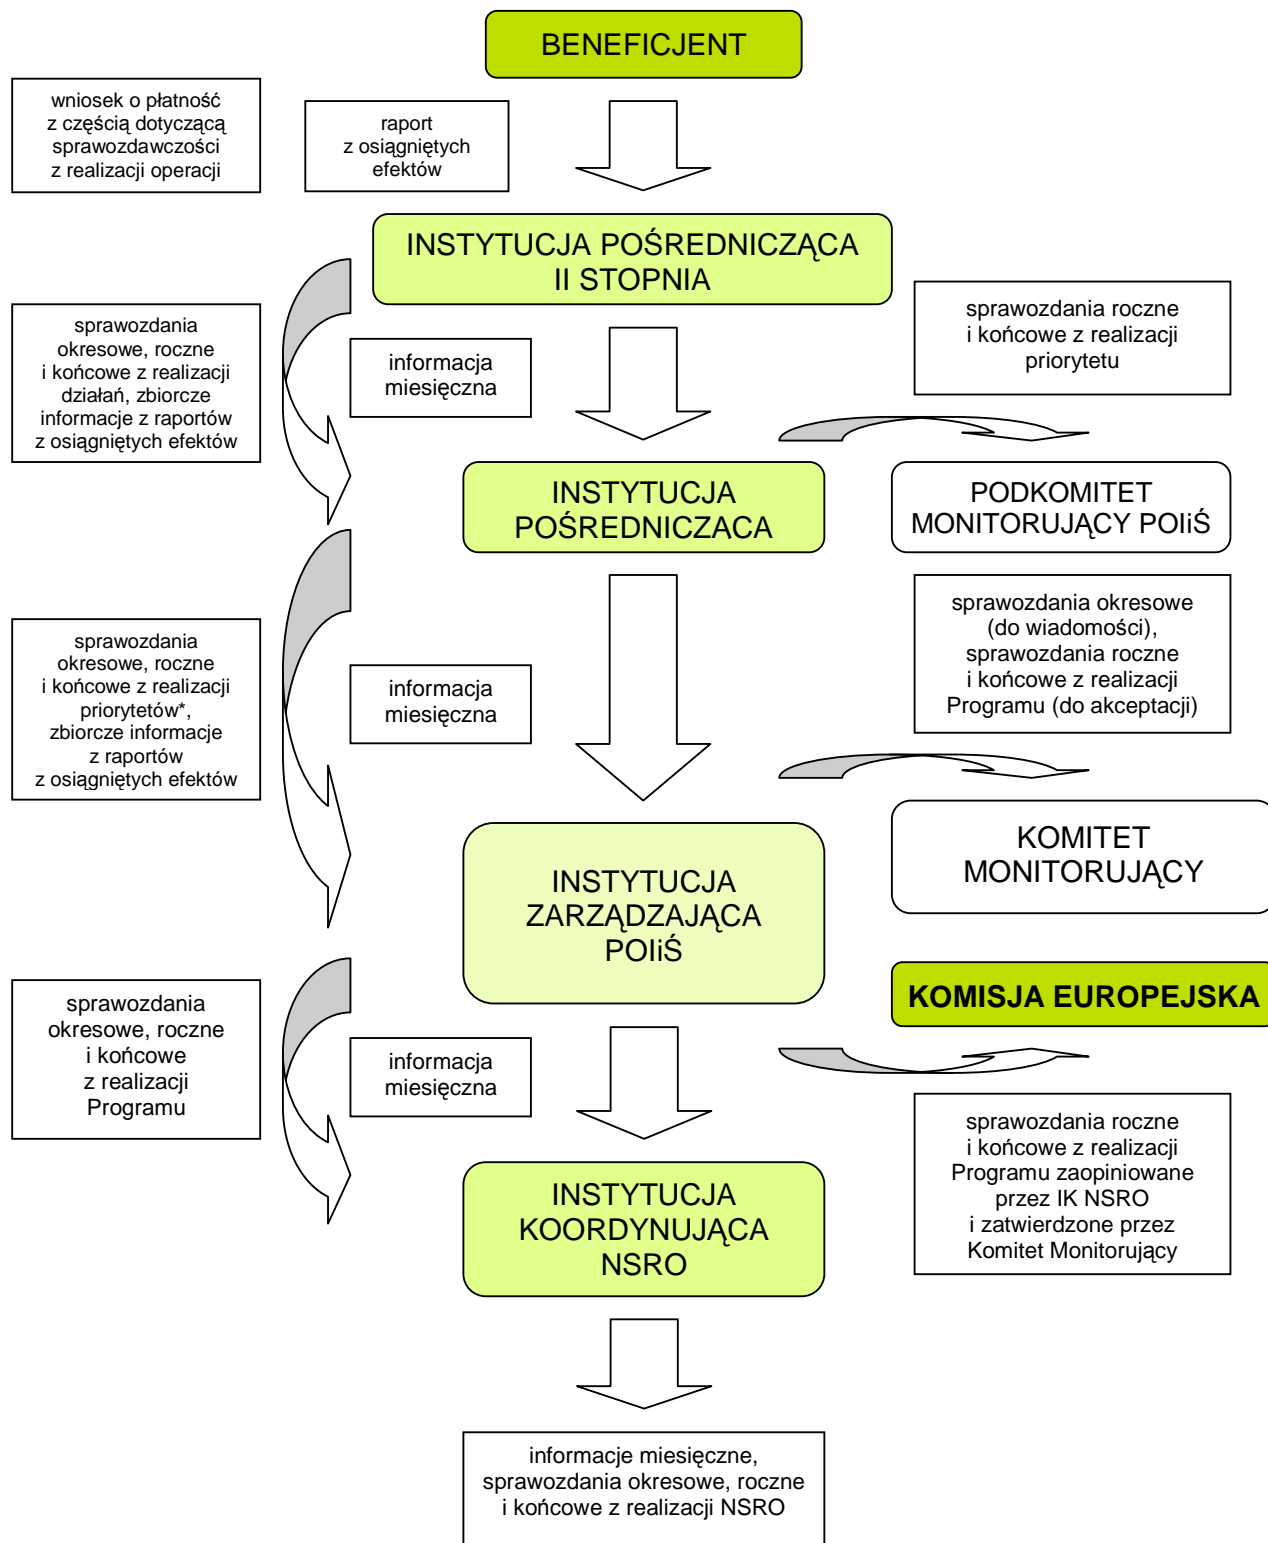 BENEFICJENT
wniosek o płatność
z częścią dotyczącą
sprawozdawczości
z realizacji operacji
raport
z osiągniętych
efektów
INSTYTUCJA POŚREDNICZĄCA
II STOPNIA
sprawozdania roczne
i końcowe z realizacji
priorytetu
sprawozdania
okresowe, roczne
i końcowe z realizacji
działań, zbiorcze
informacje z raportów
z osiągniętych efektów
informacja
miesięczna
INSTYTUCJA
POŚREDNICZĄCA
PODKOMITET
MONITORUJĄCY POIiŚ
sprawozdania okresowe
(do wiadomości),
sprawozdania roczne
i końcowe z realizacji
Programu (do akceptacji)
sprawozdania
okresowe, roczne
i końcowe z realizacji
priorytetów*,
zbiorcze informacje
z raportów
z osiągniętych efektów
informacja
miesięczna
INSTYTUCJA
ZARZĄDZAJĄCA
POIiŚ
KOMITET
MONITORUJĄCY
KOMISJA EUROPEJSKA
sprawozdania
okresowe, roczne
i końcowe
z realizacji
Programu
informacja
miesięczna
sprawozdania roczne
i końcowe z realizacji
Programu zaopiniowane
przez IK NSRO
i zatwierdzone przez
Komitet Monitorujący
INSTYTUCJA
KOORDYNUJĄCA
NSRO
informacje miesięczne,
sprawozdania okresowe, roczne
i końcowe z realizacji NSRO